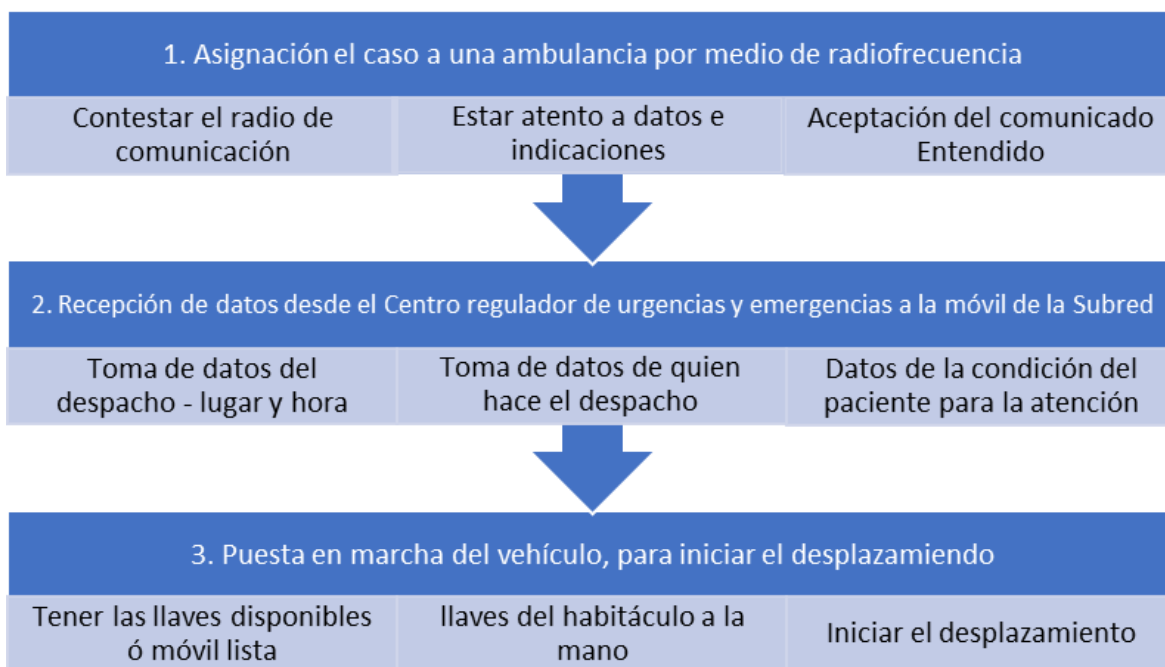 1. Asignación el caso a una ambulancia por medio de radiofrecuencia
Contestar el radio de
comunicación
Estar atento a datos e
indicaciones
Aceptación del comunicado
Entendido
2. Recepción de datos desde el Centro regulador de urgencias y emergencias a la móvil de la Subred
Toma de datos del
despacho - lugar y hora
Toma de datos de quien
hace el despacho
Datos de la condición del
paciente para la atención
3. Puesta en marcha del vehículo, para iniciar el desplazamiendo
Tener las llaves disponibles
ó móvil lista
llaves del habitáculo a la
mano
Iniciar el desplazamiento